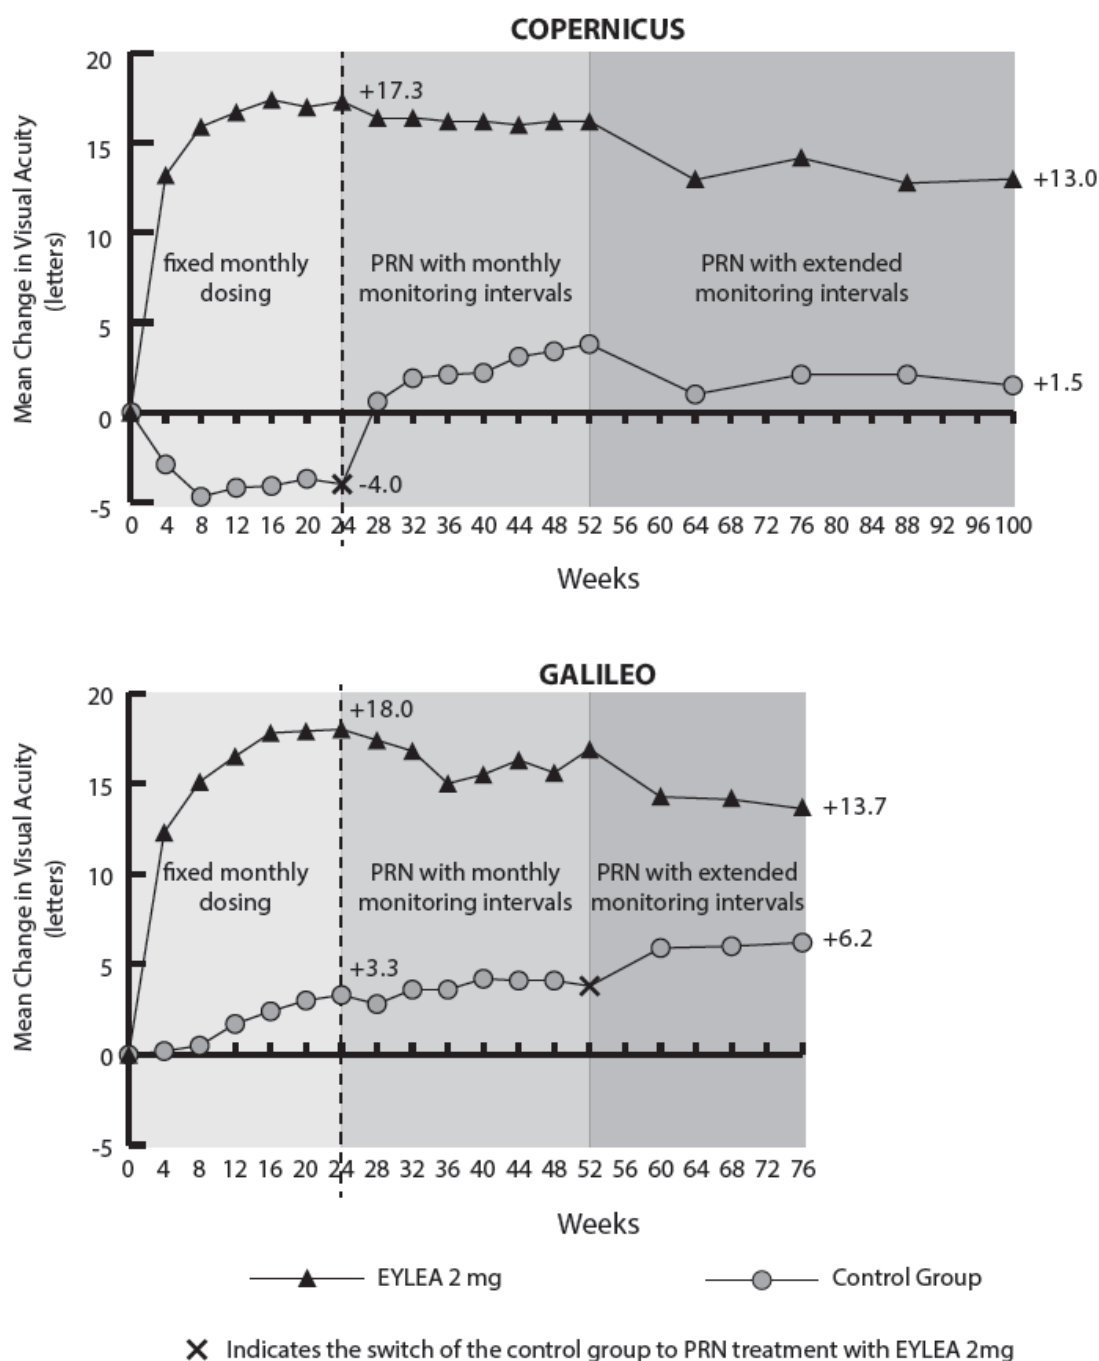 COPERNICUS
Mean Change in Visual Acuity
(letters)
20
15
10
5
0
-5
+17.3
+13.0
fixed monthly
dosing
PRN with monthly
monitoring intervals
PRN with extended
monitoring intervals
+1.5
-4.0
0 4 8 12 16 20 24 28 32 36 40 44 48 52 56 60 64 68 72 76 80 84 88 92 96 100
Weeks
GALILEO
Mean Change in Visual Acuity
(letters)
20
15
10
5
0
-5
+18.0
+13.7
fixed monthly
dosing
PRN with monthly
monitoring intervals
PRN with extended
monitoring intervals
+6.2
+3.3
0 4 8 12 16 20 24 28 32 36 40 44 48 52 56 60 64 68 72 76
Weeks
EYLEA 2 mg
Control Group
Indicates the switch of the control group to PRN treatment with EYLEA 2mg